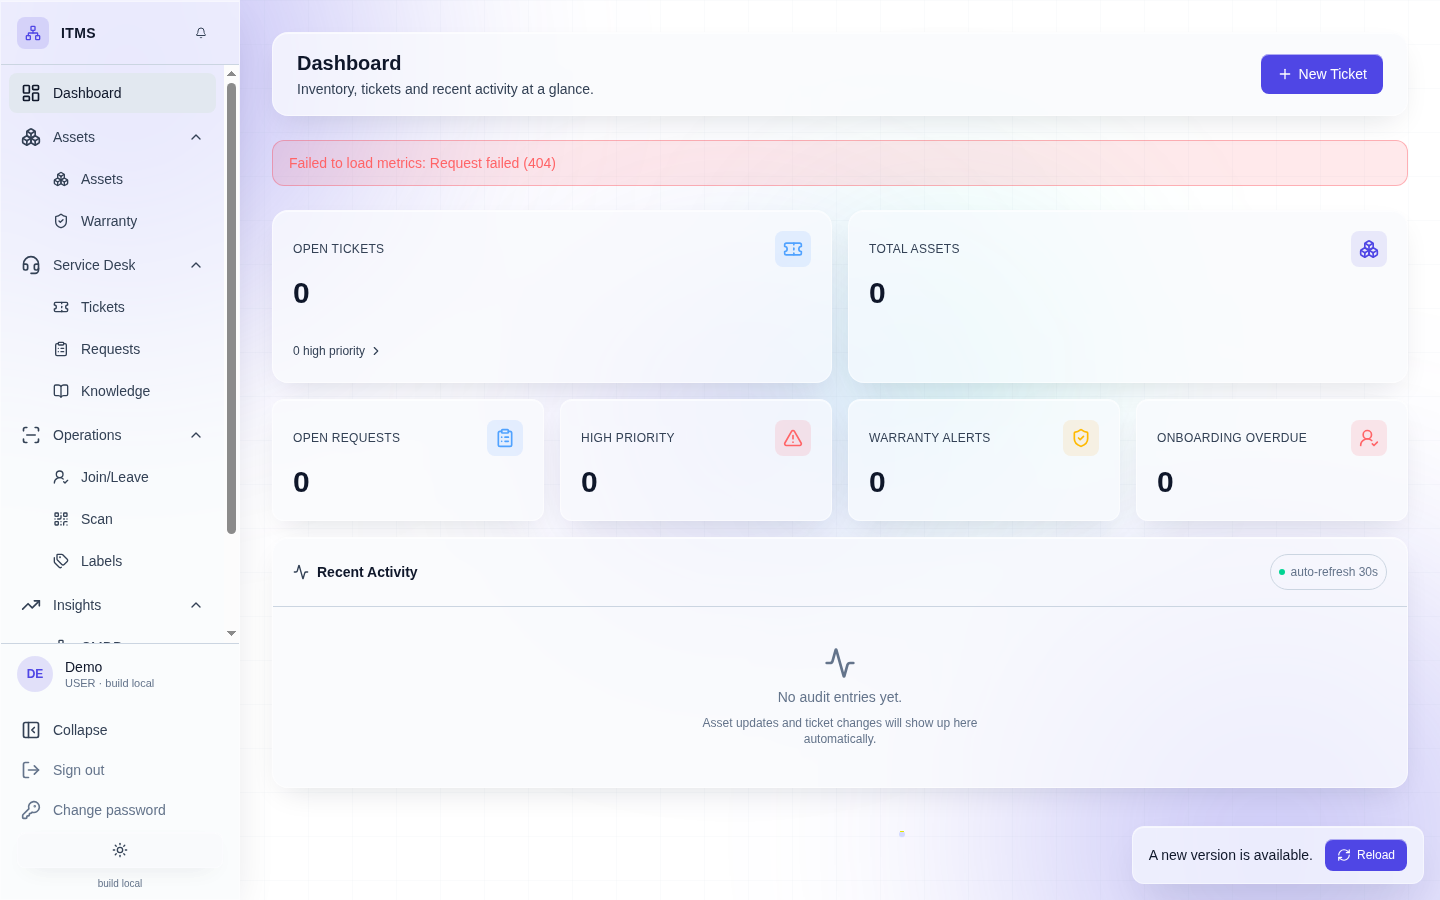 ITMS
Dashboard
Assets
Assets
Warranty
Service Desk
Tickets
Requests
Knowledge
Operations
Join/Leave
Scan
Labels
Insights
DE
Demo
USER · build local
Collapse
Sign out
Change password
build local
Dashboard
Inventory, tickets and recent activity at a glance.
New Ticket
Failed to load metrics: Request failed (404)
OPEN TICKETS
0
0 high priority
TOTAL ASSETS
0
OPEN REQUESTS
0
HIGH PRIORITY
0
WARRANTY ALERTS
0
ONBOARDING OVERDUE
0
Recent Activity
auto-refresh 30s
No audit entries yet.
Asset updates and ticket changes will show up here
automatically.
A new version is available.
Reload